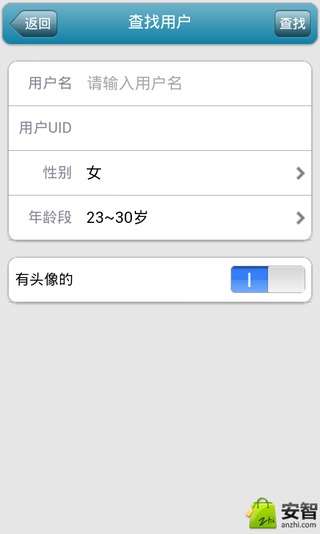 返回
查找用户
查找
用户名 请输入用户名
用户UID
性别 女
年龄段 23~30岁
有头像的
安智
Zhi
anzhi.com